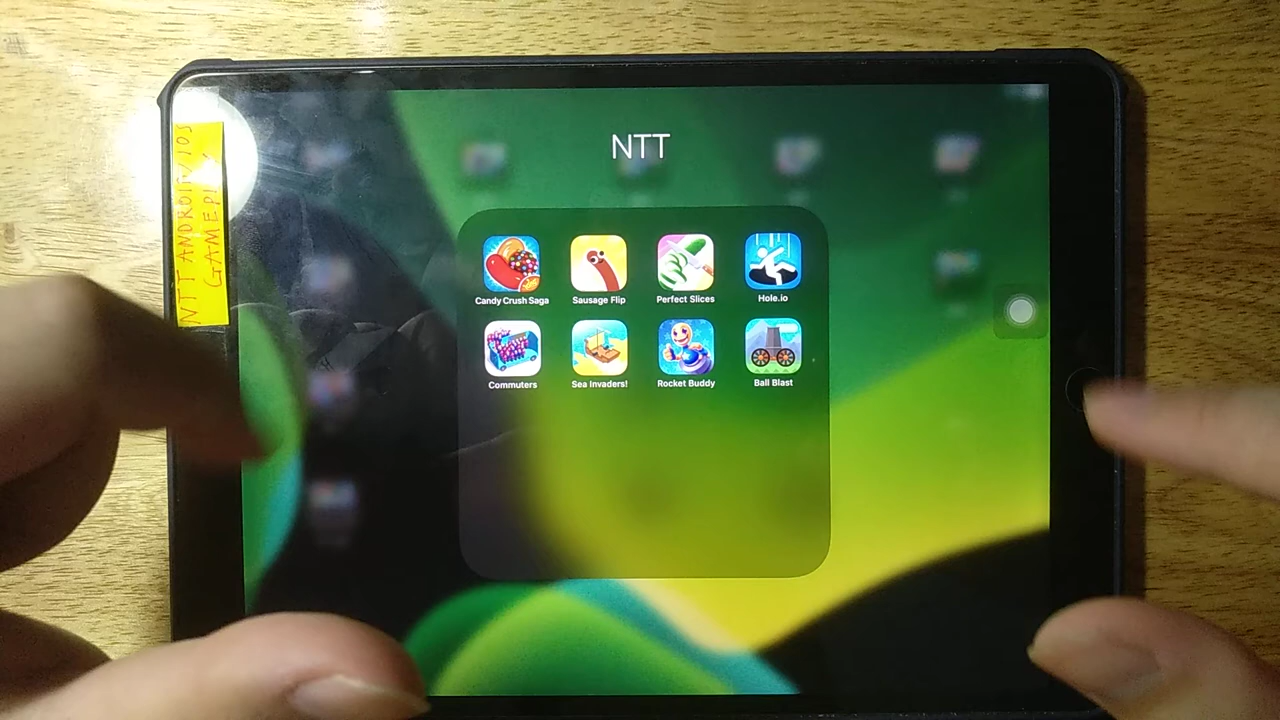 NTT
NTT ANDROID/IOS
Candy Crush Saga
Sausage Flip
Perfect Slices
Hole.io
Commuters
Sea Invaders!
Rocket Buddy
Ball Blast